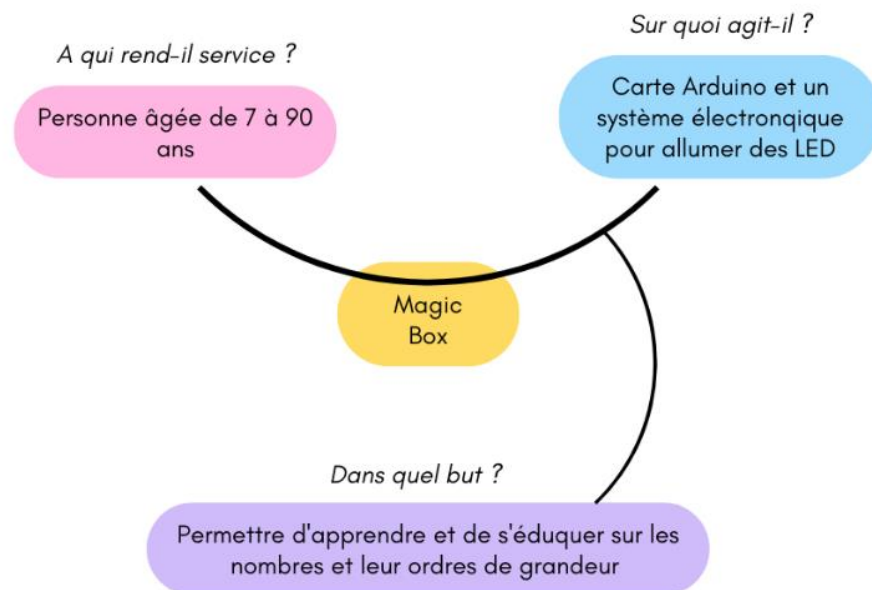 A qui rend-il service ?
Personne âgée de 7 à 90
ans
Sur quoi agit-il ?
Carte Arduino et un
système électronqique
pour allumer des LED
Magic
Box
Dans quel but ?
Permettre d'apprendre et de s'éduquer sur les
nombres et leur ordres de grandeur